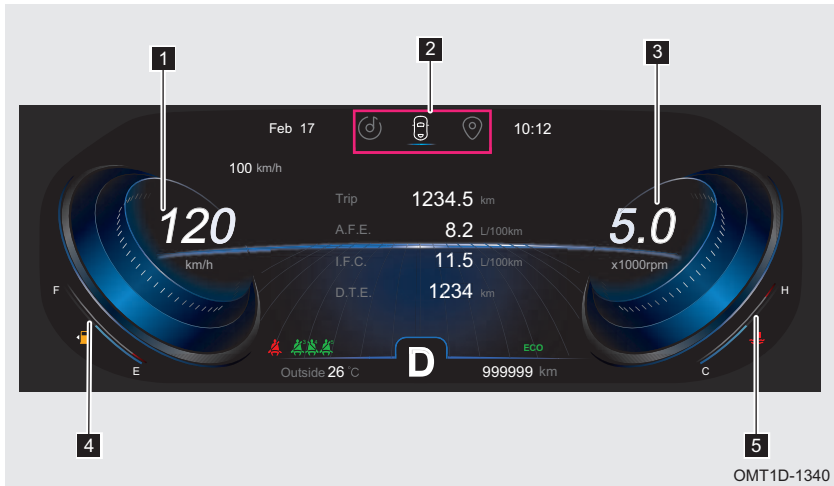 1
2
3
Feb 17
10:12
100 km/h
120
km/h
Trip 1234.5 km
A.F.E. 8.2 L/100km
I.F.C. 11.5 L/100km
D.T.E. 1234 km
5.0
x1000rpm
F
H
E
C
ECO
Outside 26 °C
D
999999 km
4
5
OMT1D-1340